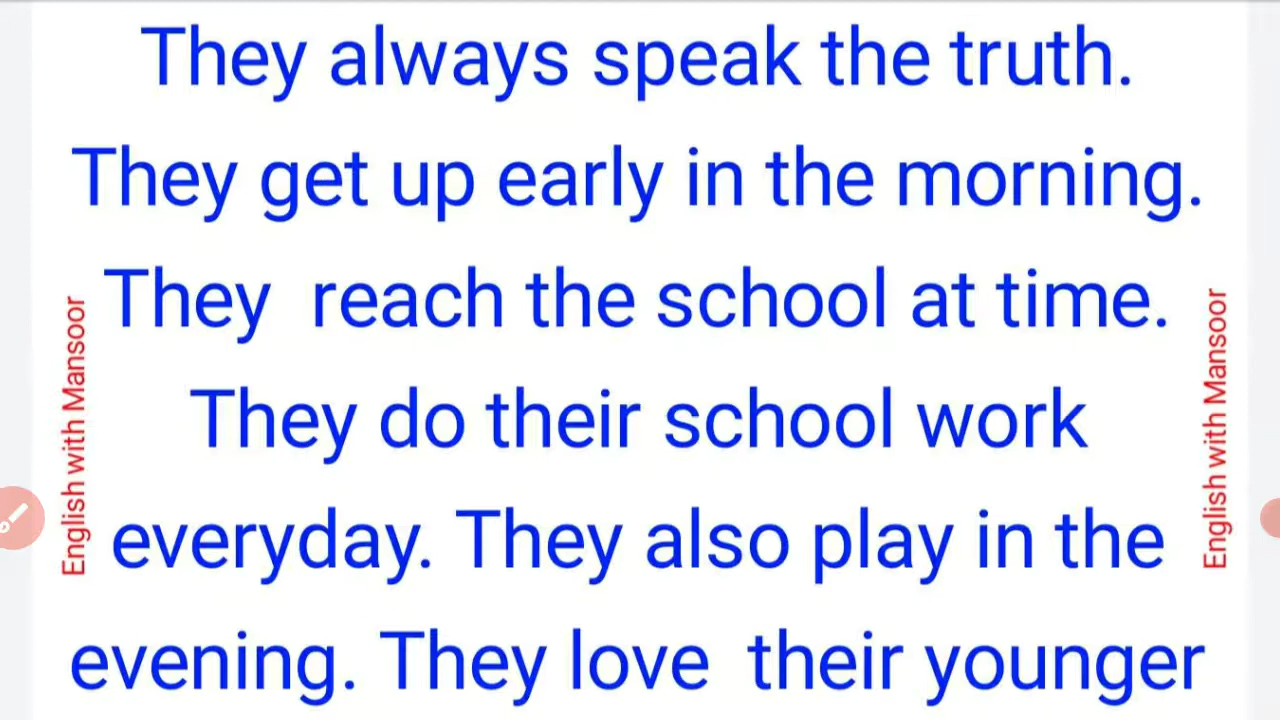 They always speak the truth.
They get up early in the morning.
They  reach the school at time.
They do their school work
everyday. They also play in the
evening. They love  their younger
English with Mansoor
English with Mansoor